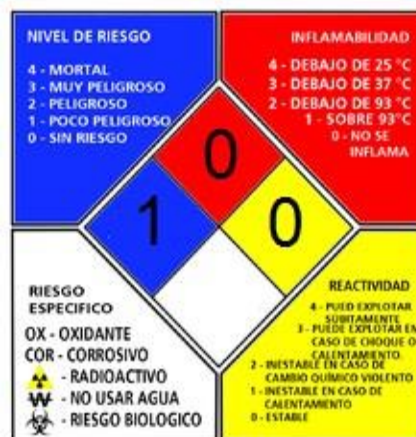 NIVEL DE RIESGO
4 - MORTAL
3 - MUY PELIGROSO
2 - PELIGROSO
1 - POCO PELIGROSO
0 - SIN RIESGO
INFLAMABILIDAD
4 - DEBAJO DE 25 °C
3 - DEBAJO DE 37 °C
2 - DEBAJO DE 93 °C
1 - SOBRE 93°C
0 - NO SE
INFLAMA
0
1
0
RIESGO
ESPECIFICO
OX - OXIDANTE
COR - CORROSIVO
- RADIOACTIVO
W - NO USAR AGUA
- RIESGO BIOLOGICO
REACTIVIDAD
4 - PUED EXPLOTAR
SÚBITAMENTE
3 - PUEDE EXPLOTAR EN
CASO DE CHOQUE O
CALENTAMIENTO.
2 - INESTABLE EN CASO DE
CAMBIO QUÍMICO VIOLENTO
1 - INESTABLE EN CASO DE
CALENTAMIENTO
0 - ESTABLE